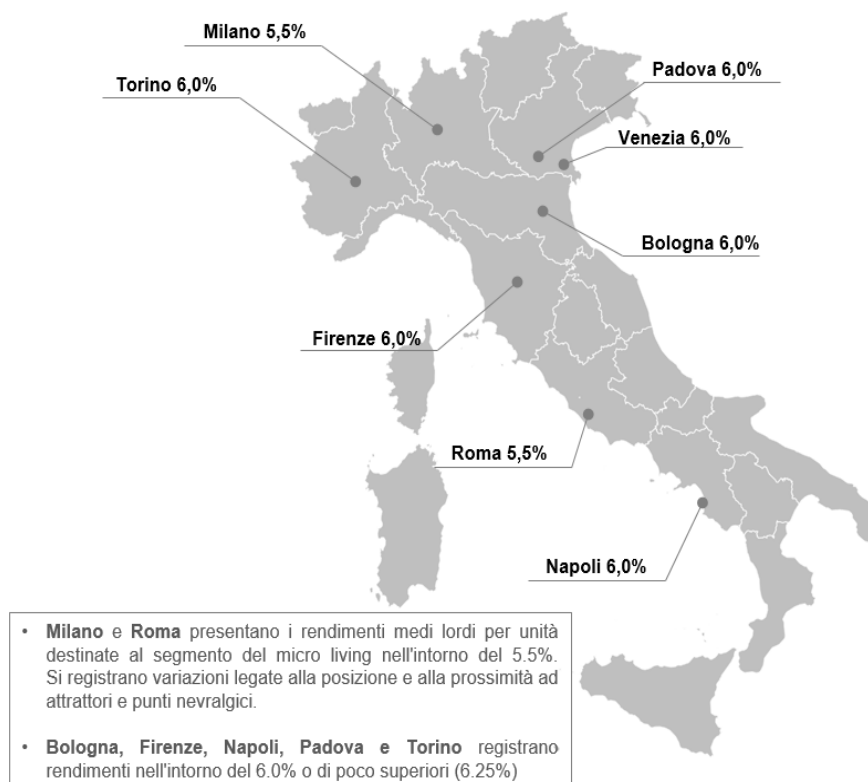 Milano 5,5%
Torino 6,0%
Padova 6,0%
Venezia 6,0%
Bologna 6,0%
Firenze 6,0%
Roma 5,5%
Napoli 6,0%
• Milano e Roma presentano i rendimenti medi lordi per unità
destinate al segmento del micro living nell'intorno del 5.5%.
Si registrano variazioni legate alla posizione e alla prossimità ad
attrattori e punti nevralgici.
• Bologna, Firenze, Napoli, Padova e Torino registrano
rendimenti nell'intorno del 6.0% o di poco superiori (6.25%)